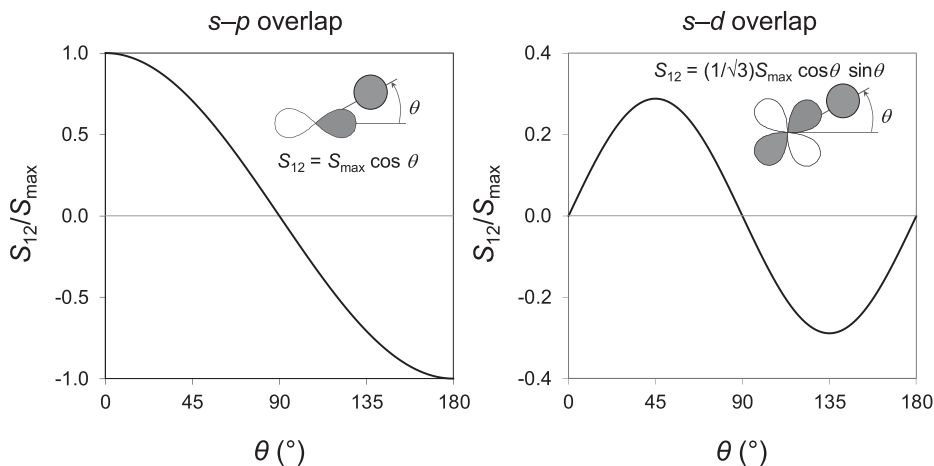 s–p overlap
1.0
0.5
0.0
-0.5
-1.0
S12/Smax
θ
S12 = Smax cos θ
0 45 90 135 180
θ (°)
s–d overlap
0.4
0.2
0.0
-0.2
-0.4
S12/Smax
S12 = (1/√3)Smax cosθ sinθ
θ
0 45 90 135 180
θ (°)